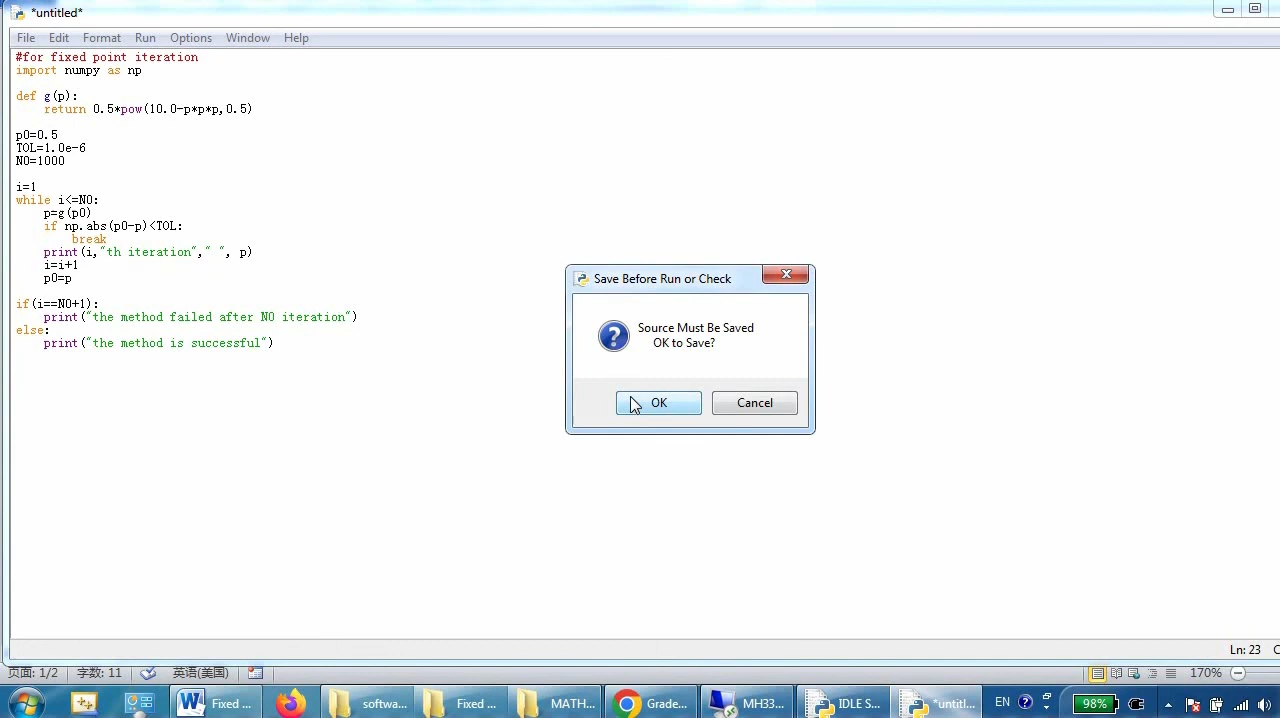 *untitled*
File Edit Format Run Options Window Help
#for fixed point iteration
import numpy as np
def g(p):
return 0.5*pow(10.0-p*p*p,0.5)
p0=0.5
TOL=1.0e-6
N0=1000
i=1
while i<=N0:
p=g(p0)
if np.abs(p0-p)<TOL:
break
print(i,"th iteration"," ", p)
i=i+1
p0=p
if(i==N0+1):
print("the method failed after N0 iteration")
else:
print("the method is successful")
Save Before Run or Check
Source Must Be Saved
OK to Save?
OK Cancel
Ln: 23
页面: 1/2 字数: 11 英语(美国) 170%
Fixed ... softwa... Fixed ... MATH... Grade... MH33... IDLE S... *untitl... EN 98%